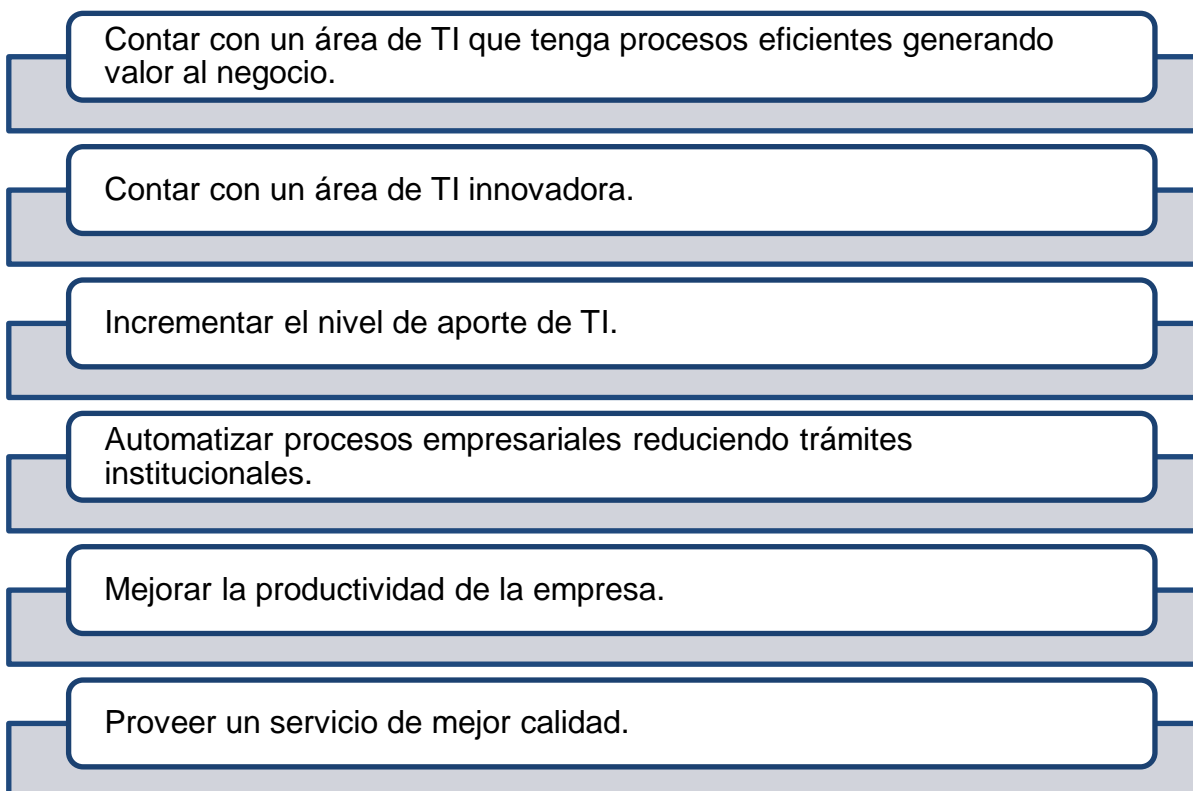 Contar con un área de TI que tenga procesos eficientes generando
valor al negocio.
Contar con un área de TI innovadora.
Incrementar el nivel de aporte de TI.
Automatizar procesos empresariales reduciendo trámites
institucionales.
Mejorar la productividad de la empresa.
Proveer un servicio de mejor calidad.